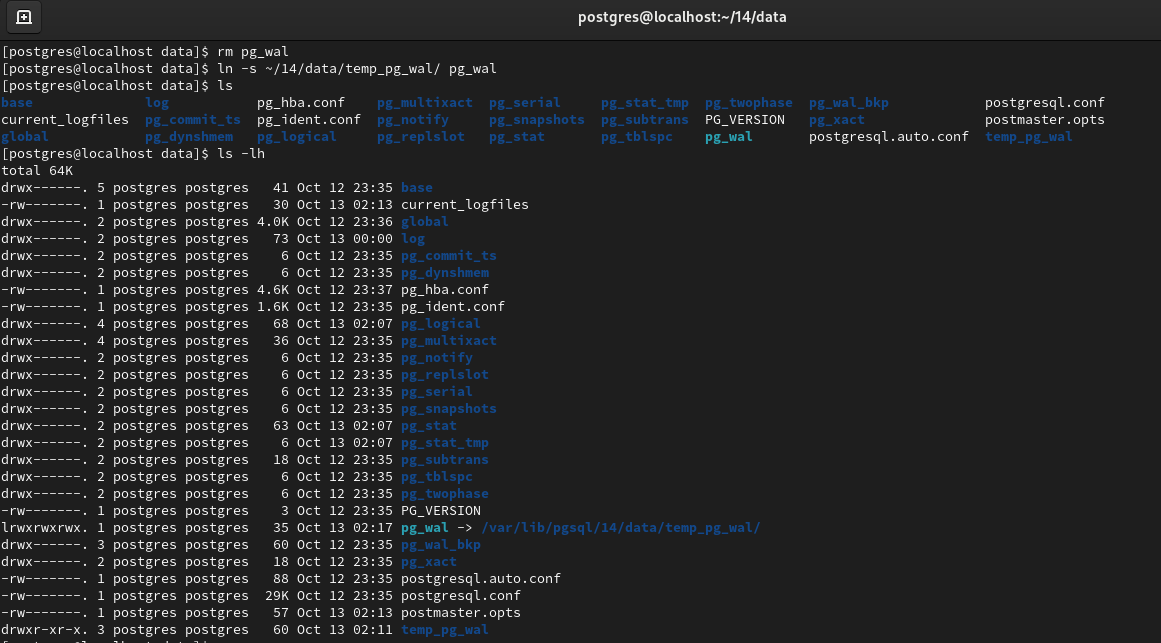 postgres@localhost:~/14/data
[postgres@localhost data]$ rm pg_wal
[postgres@localhost data]$ ln -s ~/14/data/temp_pg_wal/ pg_wal
[postgres@localhost data]$ ls
base log pg_hba.conf pg_multixact pg_serial pg_stat_tmp pg_twophase pg_wal_bkp postgresql.conf
current_logfiles pg_commit_ts pg_ident.conf pg_notify pg_snapshots pg_subtrans PG_VERSION pg_xact postmaster.opts
global pg_dynshmem pg_logical pg_replslot pg_stat pg_tblspc pg_wal postgresql.auto.conf temp_pg_wal
[postgres@localhost data]$ ls -lh
total 64K
drwx------. 5 postgres postgres   41 Oct 12 23:35 base
-rw-------. 1 postgres postgres   30 Oct 13 02:13 current_logfiles
drwx------. 2 postgres postgres 4.0K Oct 12 23:36 global
drwx------. 2 postgres postgres   73 Oct 13 00:00 log
drwx------. 2 postgres postgres    6 Oct 12 23:35 pg_commit_ts
drwx------. 2 postgres postgres    6 Oct 12 23:35 pg_dynshmem
-rw-------. 1 postgres postgres 4.6K Oct 12 23:37 pg_hba.conf
-rw-------. 1 postgres postgres 1.6K Oct 12 23:35 pg_ident.conf
drwx------. 4 postgres postgres   68 Oct 13 02:07 pg_logical
drwx------. 4 postgres postgres   36 Oct 12 23:35 pg_multixact
drwx------. 2 postgres postgres    6 Oct 12 23:35 pg_notify
drwx------. 2 postgres postgres    6 Oct 12 23:35 pg_replslot
drwx------. 2 postgres postgres    6 Oct 12 23:35 pg_serial
drwx------. 2 postgres postgres    6 Oct 12 23:35 pg_snapshots
drwx------. 2 postgres postgres   63 Oct 13 02:07 pg_stat
drwx------. 2 postgres postgres    6 Oct 13 02:07 pg_stat_tmp
drwx------. 2 postgres postgres   18 Oct 12 23:35 pg_subtrans
drwx------. 2 postgres postgres    6 Oct 12 23:35 pg_tblspc
drwx------. 2 postgres postgres    6 Oct 12 23:35 pg_twophase
-rw-------. 1 postgres postgres    3 Oct 12 23:35 PG_VERSION
lrwxrwxrwx. 1 postgres postgres   35 Oct 13 02:17 pg_wal -> /var/lib/pgsql/14/data/temp_pg_wal/
drwx------. 3 postgres postgres   60 Oct 12 23:35 pg_wal_bkp
drwx------. 2 postgres postgres   18 Oct 12 23:35 pg_xact
-rw-------. 1 postgres postgres   88 Oct 12 23:35 postgresql.auto.conf
-rw-------. 1 postgres postgres  29K Oct 12 23:35 postgresql.conf
-rw-------. 1 postgres postgres   57 Oct 13 02:13 postmaster.opts
drwxr-xr-x. 3 postgres postgres   60 Oct 13 02:11 temp_pg_wal